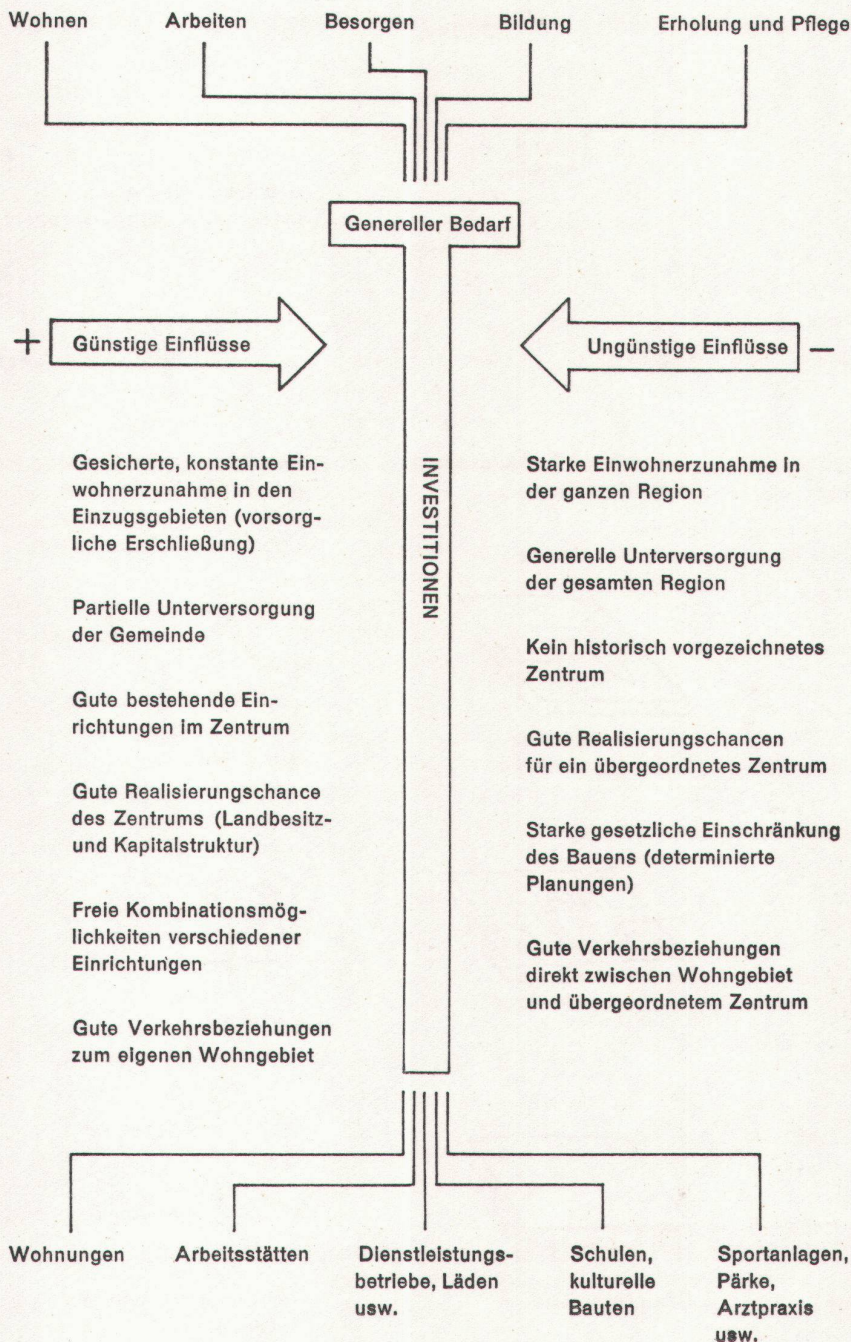 Wohnen Arbeiten Besorgen Bildung Erholung und Pflege
Genereller Bedarf
+ Günstige Einflüsse
Ungünstige Einflüsse −
INVESTITIONEN
Gesicherte, konstante Ein-
wohnerzunahme in den
Einzugsgebieten (vorsorg-
liche Erschließung)
Partielle Unterversorgung
der Gemeinde
Gute bestehende Ein-
richtungen im Zentrum
Gute Realisierungschance
des Zentrums (Landbesitz-
und Kapitalstruktur)
Freie Kombinationsmög-
lichkeiten verschiedener
Einrichtungen
Gute Verkehrsbeziehungen
zum eigenen Wohngebiet
Starke Einwohnerzunahme in
der ganzen Region
Generelle Unterversorgung
der gesamten Region
Kein historisch vorgezeichnetes
Zentrum
Gute Realisierungschancen
für ein übergeordnetes Zentrum
Starke gesetzliche Einschränkung
des Bauens (determinierte
Planungen)
Gute Verkehrsbeziehungen
direkt zwischen Wohngebiet
und übergeordnetem Zentrum
Wohnungen
Arbeitsstätten
Dienstleistungs-
betriebe, Läden
usw.
Schulen,
kulturelle
Bauten
Sportanlagen,
Pärke,
Arztpraxis
usw.